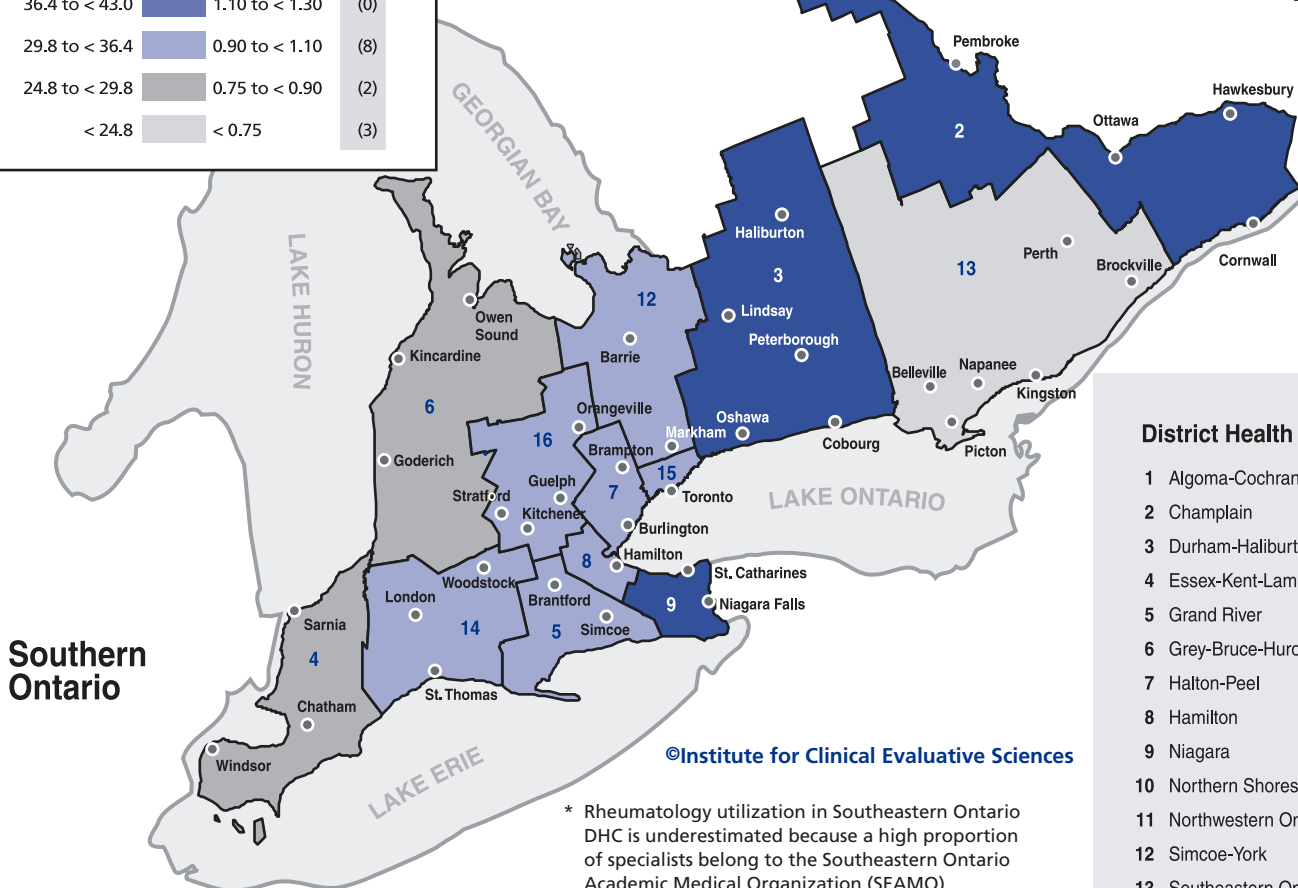 36.4 to < 43.0 1.10 to < 1.30 (0)
29.8 to < 36.4 0.90 to < 1.10 (8)
24.8 to < 29.8 0.75 to < 0.90 (2)
< 24.8 < 0.75 (3)
Pembroke
Hawkesbury
Ottawa
2
GEORGIAN BAY
Haliburton
Perth
Brockville
Cornwall
LAKE HURON
3
13
12
Owen
Sound
Lindsay
Kincardine
Barrie
Peterborough
Belleville
Napanee
Kingston
6
Orangeville
Oshawa
16
Markham
Cobourg
Picton
Brampton
Goderich
15
Guelph
7
Stratford
Toronto
LAKE ONTARIO
Kitchener
Burlington
Hamilton
8
St. Catharines
Woodstock
London
Brantford
9
Niagara Falls
Sarnia
14
5
Simcoe
4
St. Thomas
Chatham
Windsor
LAKE ERIE
Southern
Ontario
©Institute for Clinical Evaluative Sciences
* Rheumatology utilization in Southeastern Ontario
DHC is underestimated because a high proportion
of specialists belong to the Southeastern Ontario
Academic Medical Organization (SEAMO)
District Health
1 Algoma-Cochran
2 Champlain
3 Durham-Haliburt
4 Essex-Kent-Lam
5 Grand River
6 Grey-Bruce-Huro
7 Halton-Peel
8 Hamilton
9 Niagara
10 Northern Shores
11 Northwestern On
12 Simcoe-York
13 Southeastern On